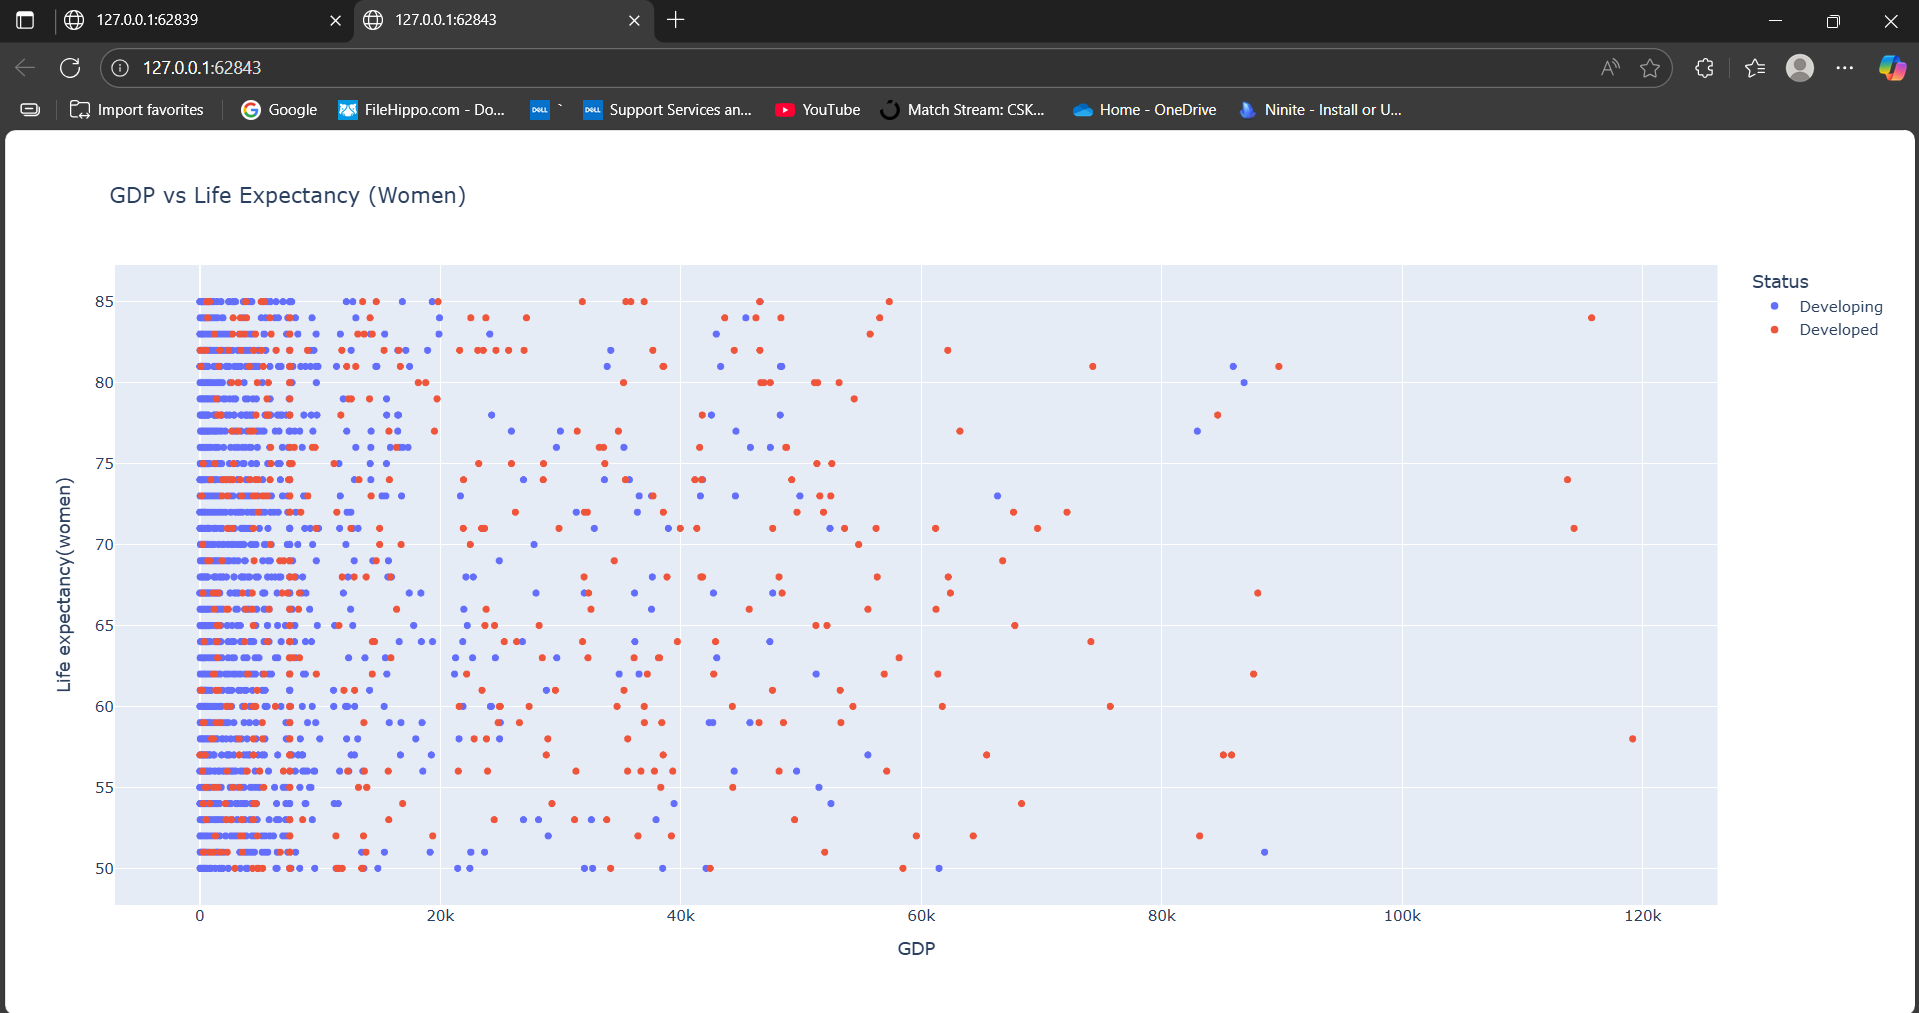 127.0.0.1:62839
127.0.0.1:62843
127.0.0.1:62843
Import favorites
Google
FileHippo.com - Do...
DELL `
DELL Support Services an...
YouTube
Match Stream: CSK...
Home - OneDrive
Ninite - Install or U...
GDP vs Life Expectancy (Women)
Status
Developing
Developed
Life expectancy(women)
85
80
75
70
65
60
55
50
0 20k 40k 60k 80k 100k 120k
GDP